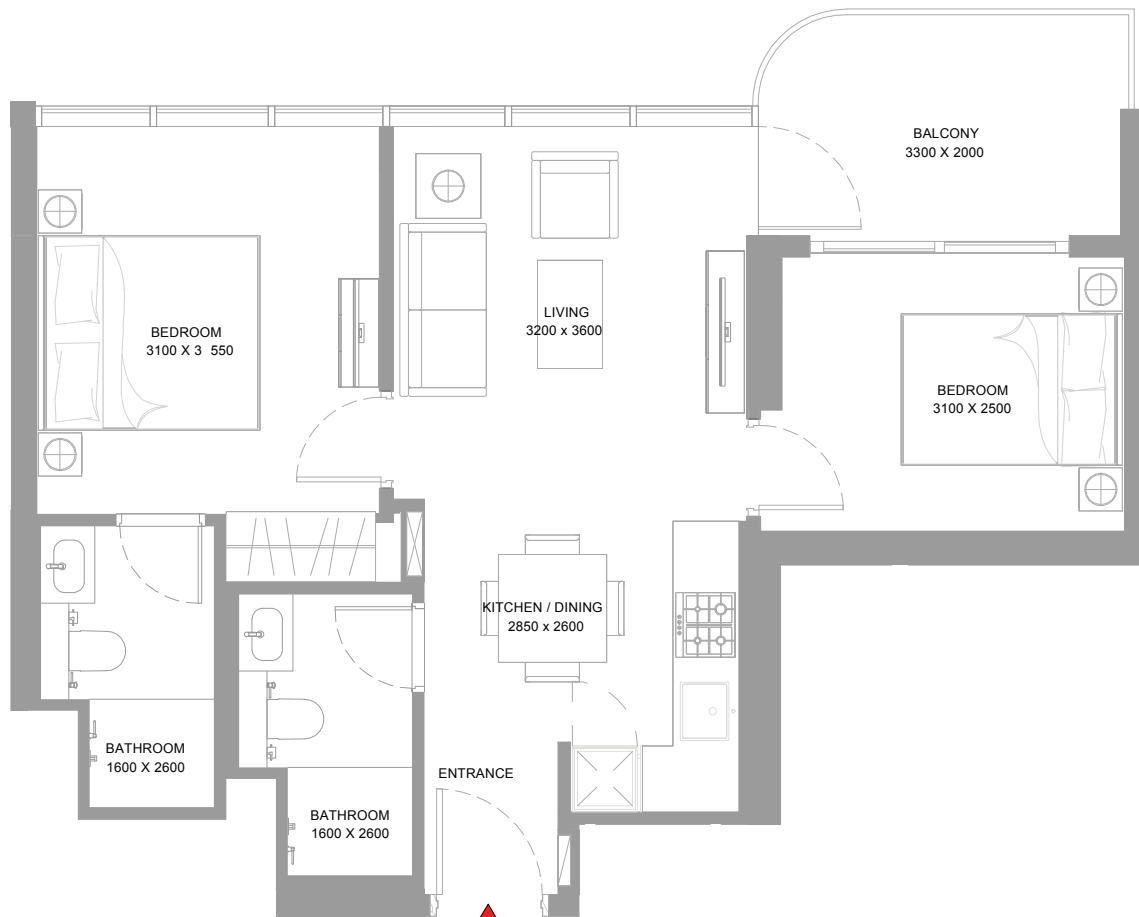 BALCONY
3300 X 2000
LIVING
3200 x 3600
BEDROOM
3100 X 3 550
BEDROOM
3100 X 2500
KITCHEN / DINING
2850 x 2600
BATHROOM
1600 X 2600
ENTRANCE
BATHROOM
1600 X 2600